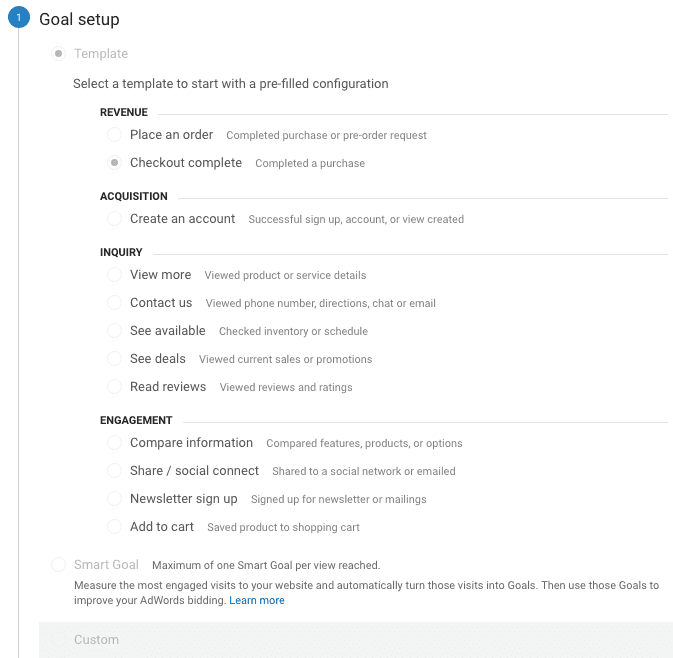 1 Goal setup
Template
Select a template to start with a pre-filled configuration
REVENUE
Place an order Completed purchase or pre-order request
Checkout complete Completed a purchase
ACQUISITION
Create an account Successful sign up, account, or view created
INQUIRY
View more Viewed product or service details
Contact us Viewed phone number, directions, chat or email
See available Checked inventory or schedule
See deals Viewed current sales or promotions
Read reviews Viewed reviews and ratings
ENGAGEMENT
Compare information Compared features, products, or options
Share / social connect Shared to a social network or emailed
Newsletter sign up Signed up for newsletter or mailings
Add to cart Saved product to shopping cart
Smart Goal Maximum of one Smart Goal per view reached.
Measure the most engaged visits to your website and automatically turn those visits into Goals. Then use those Goals to
improve your AdWords bidding. Learn more
Custom